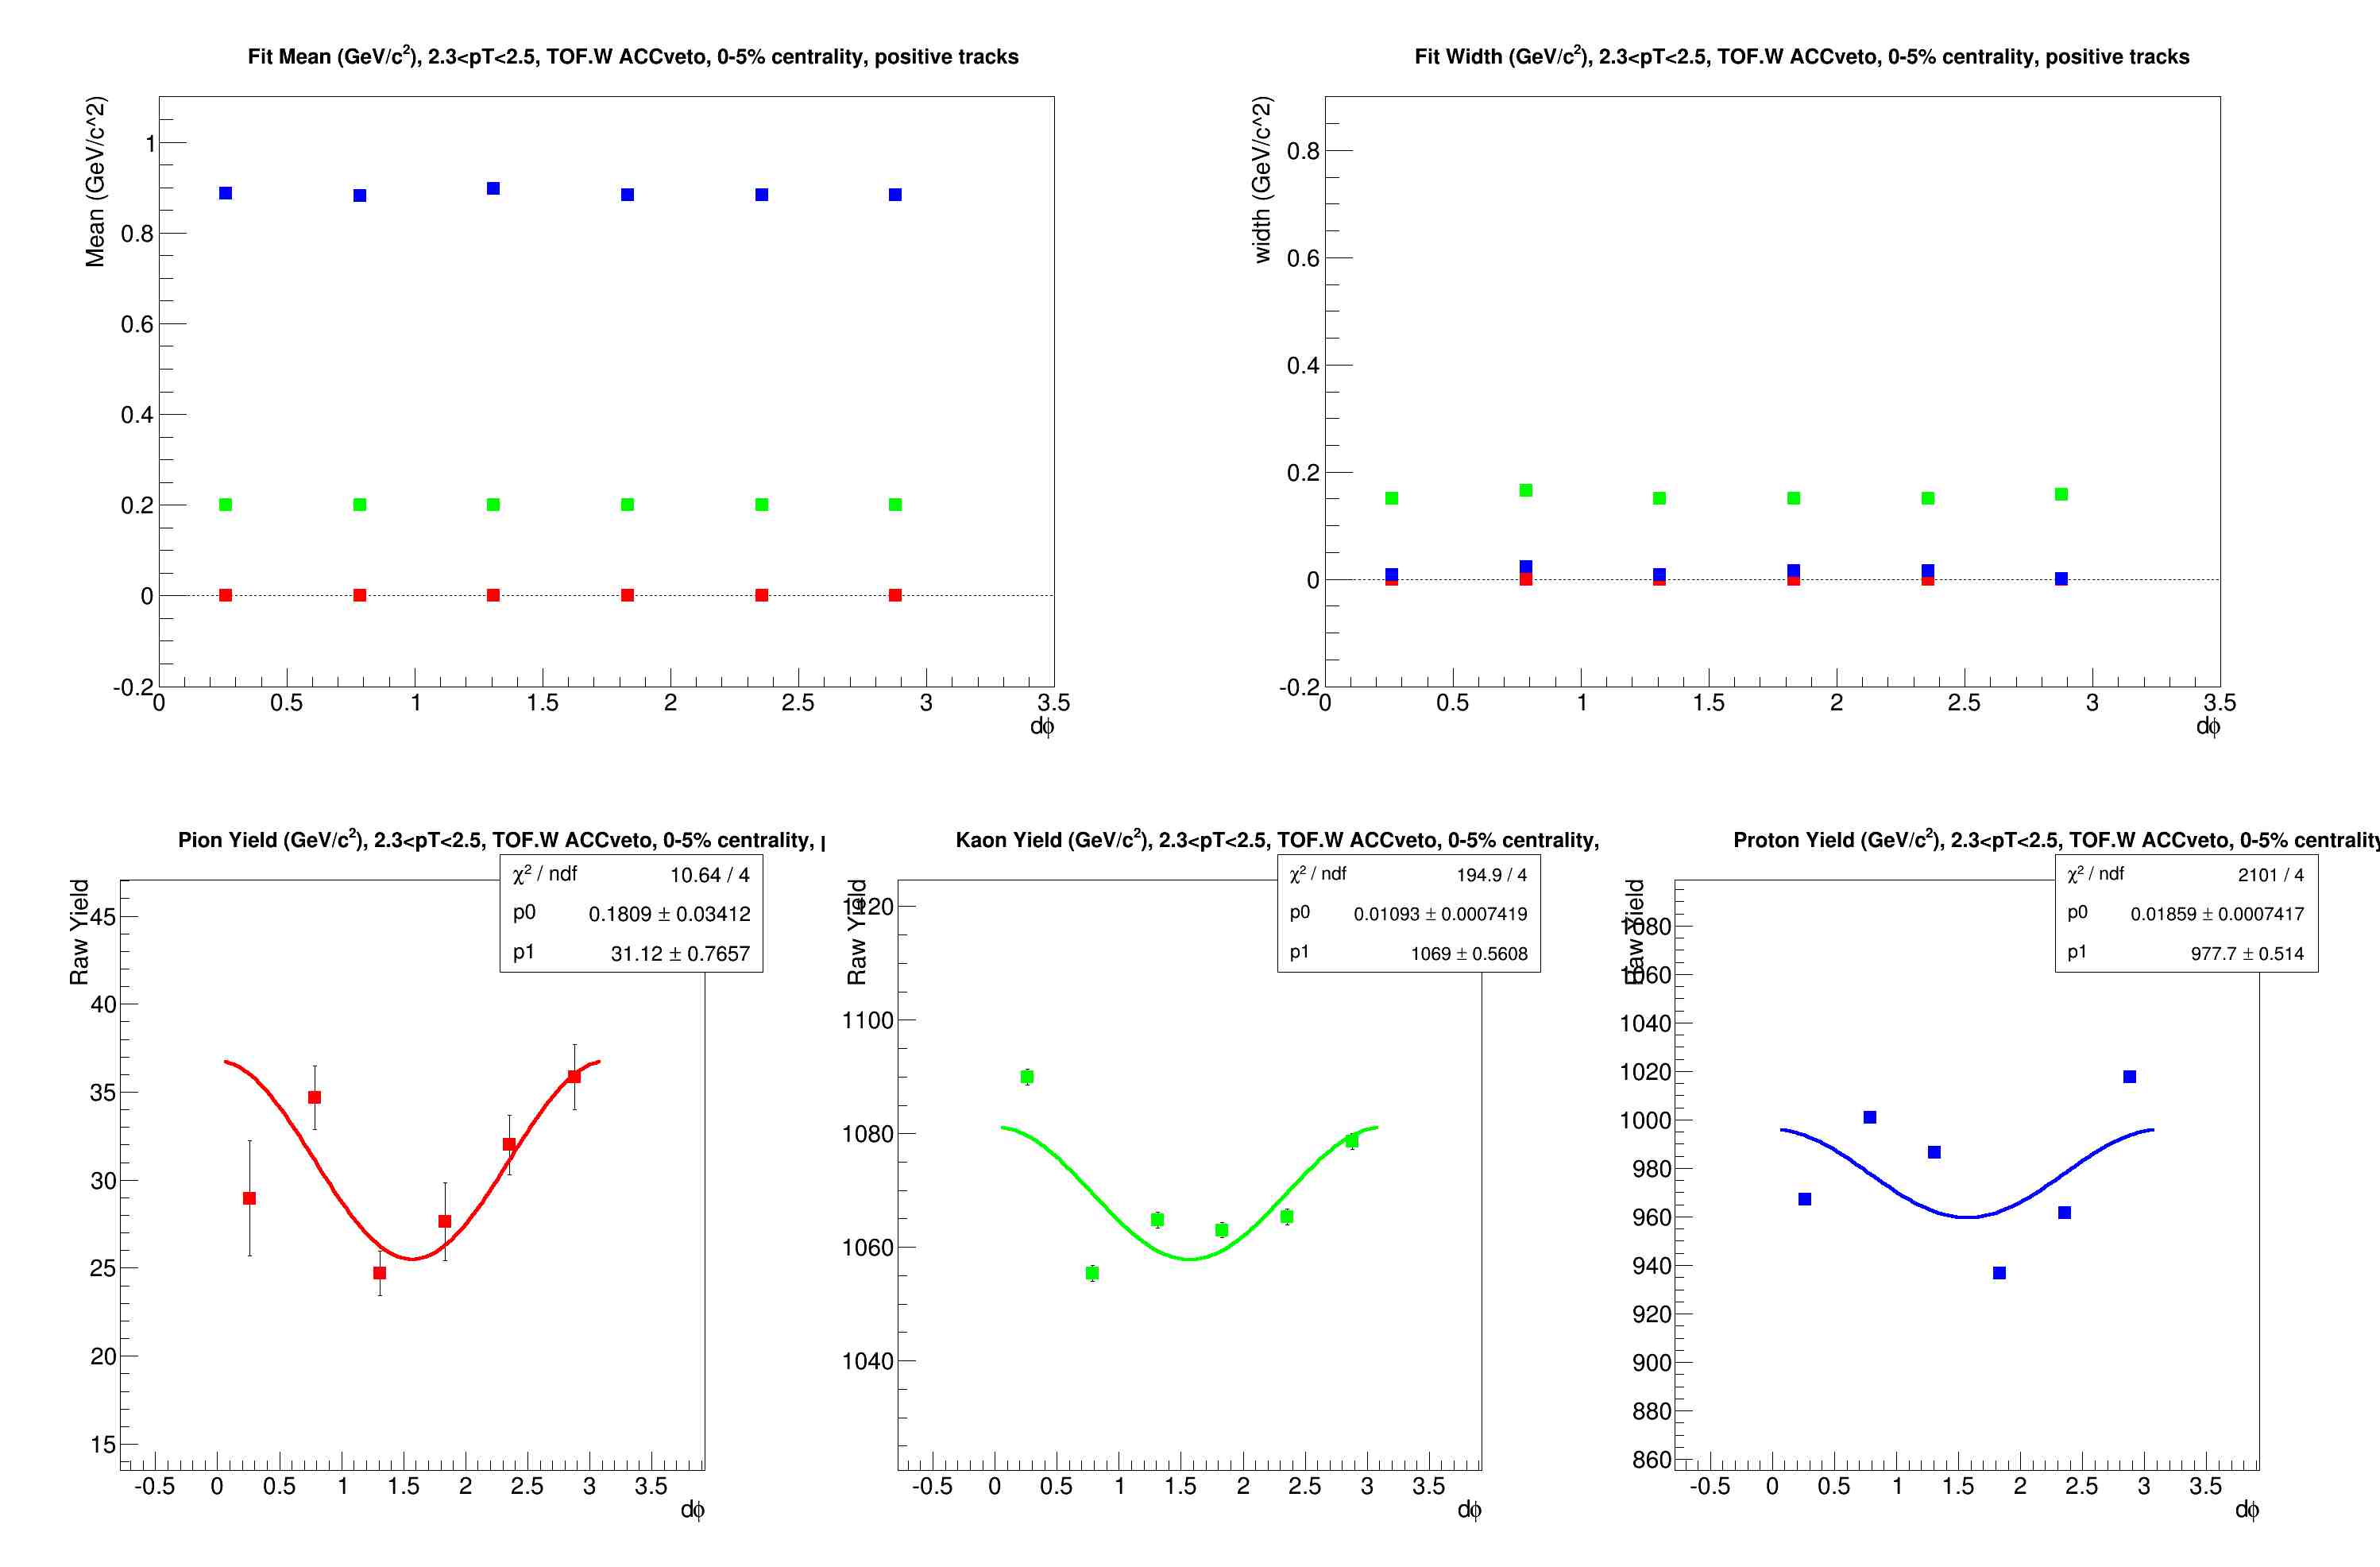 Fit Mean (GeV/c²), 2.3<pT<2.5, TOF.W ACCveto, 0-5% centrality, positive tracks
Mean (GeV/c^2)
1
0.8
0.6
0.4
0.2
0
-0.2
0 0.5 1 1.5 2 2.5 3 3.5
dϕ
Fit Width (GeV/c²), 2.3<pT<2.5, TOF.W ACCveto, 0-5% centrality, positive tracks
width (GeV/c^2)
0.8
0.6
0.4
0.2
0
-0.2
0 0.5 1 1.5 2 2.5 3 3.5
dϕ
Pion Yield (GeV/c²), 2.3<pT<2.5, TOF.W ACCveto, 0-5% centrality,
χ² / ndf 10.64 / 4
p0 0.1809 ± 0.03412
p1 31.12 ± 0.7657
Raw Yield
45
40
35
30
25
20
15
-0.5 0 0.5 1 1.5 2 2.5 3 3.5
dϕ
Kaon Yield (GeV/c²), 2.3<pT<2.5, TOF.W ACCveto, 0-5% centrality,
χ² / ndf 194.9 / 4
p0 0.01093 ± 0.0007419
p1 1069 ± 0.5608
Raw Yield
1120
1100
1080
1060
1040
-0.5 0 0.5 1 1.5 2 2.5 3 3.5
dϕ
Proton Yield (GeV/c²), 2.3<pT<2.5, TOF.W ACCveto, 0-5% centrality
χ² / ndf 2101 / 4
p0 0.01859 ± 0.0007417
p1 977.7 ± 0.514
Raw Yield
1080
1060
1040
1020
1000
980
960
940
920
900
880
860
-0.5 0 0.5 1 1.5 2 2.5 3 3.5
dϕ